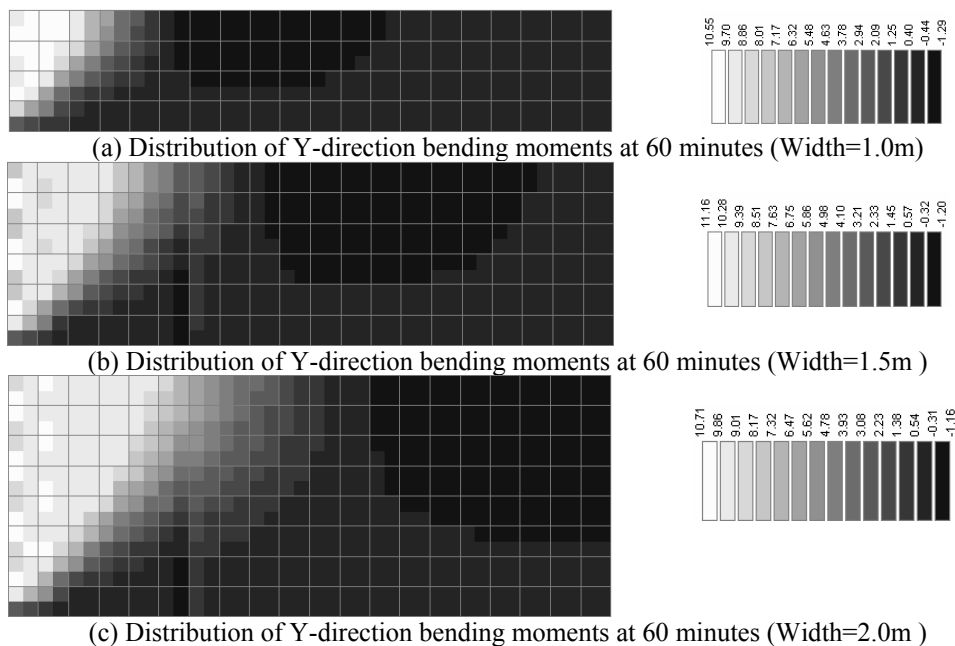 10.55 9.70 8.86 8.01 7.17 6.32 5.48 4.63 3.78 2.94 2.09 1.25 0.40 -0.44 -1.29
(a) Distribution of Y-direction bending moments at 60 minutes (Width=1.0m)
11.16 10.28 9.39 8.51 7.63 6.75 5.86 4.98 4.10 3.21 2.33 1.45 0.57 -0.32 -1.20
(b) Distribution of Y-direction bending moments at 60 minutes (Width=1.5m )
10.71 9.86 9.01 8.17 7.32 6.47 5.62 4.78 3.93 3.08 2.23 1.38 0.54 -0.31 -1.16
(c) Distribution of Y-direction bending moments at 60 minutes (Width=2.0m )